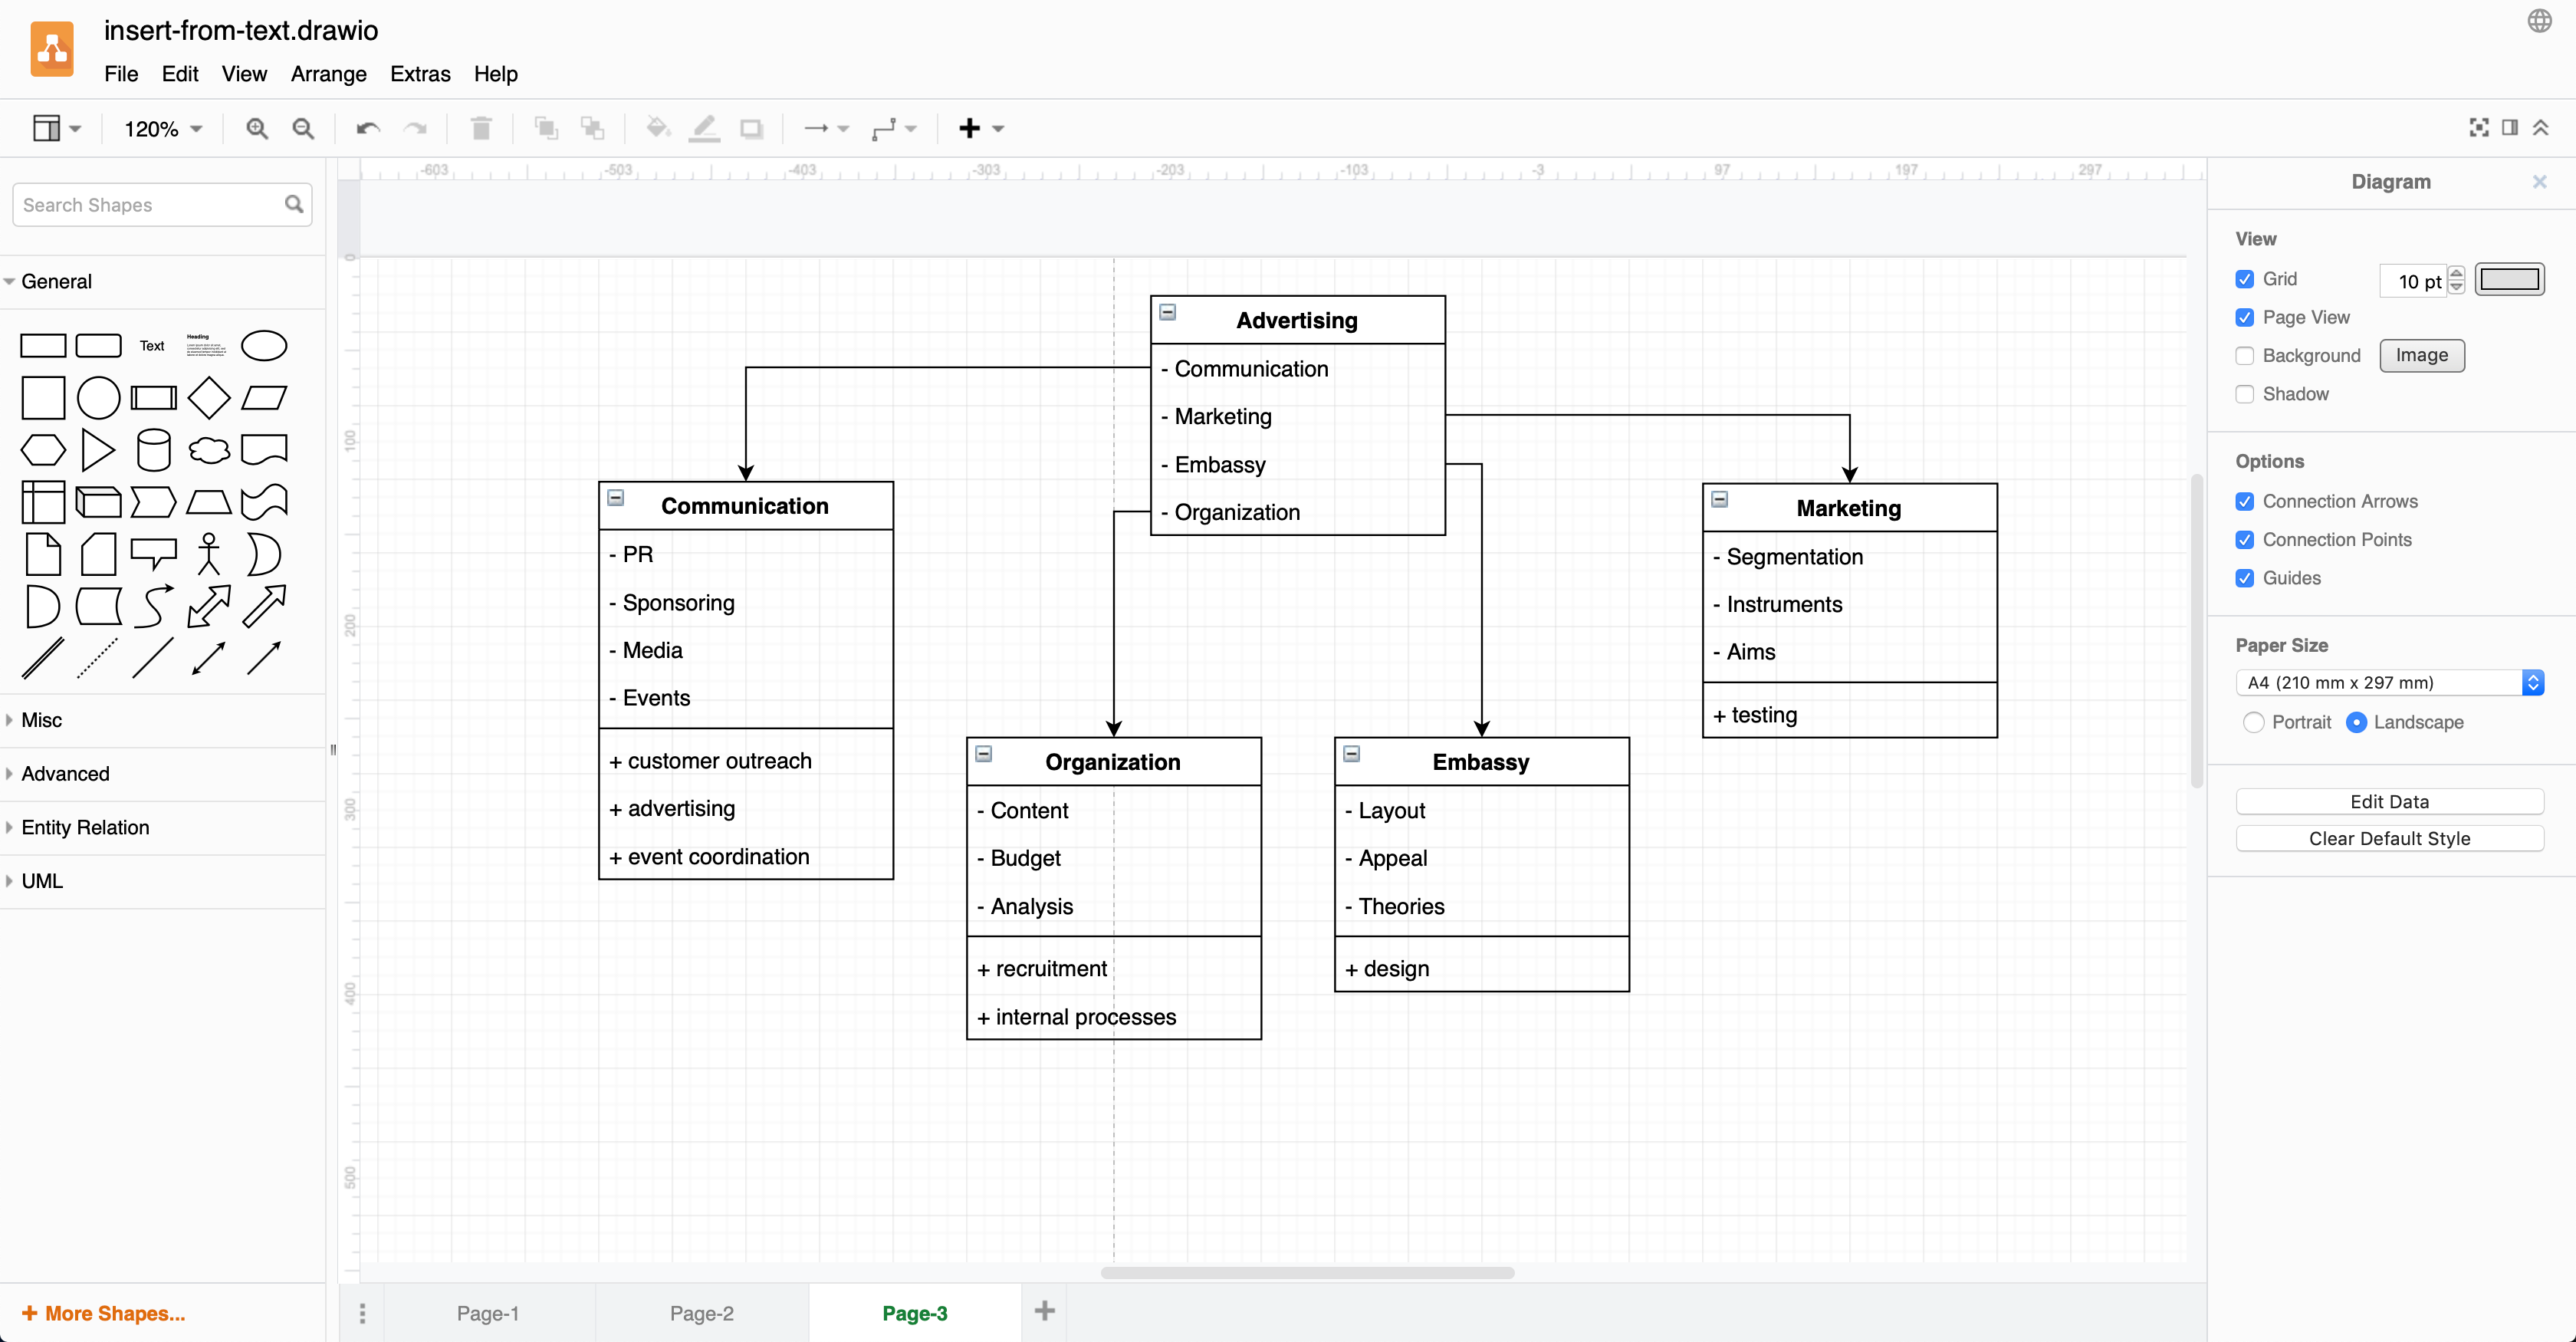 insert-from-text.drawio
File Edit View Arrange Extras Help
120%
-603 -503 -403 -303 -203 -103 -3 97 197 297
Search Shapes
General
Text
Heading
Misc
Advanced
Entity Relation
UML
+ More Shapes...
0
100
200
300
400
500
Advertising
- Communication
- Marketing
- Embassy
- Organization
Communication
- PR
- Sponsoring
- Media
- Events
+ customer outreach
+ advertising
+ event coordination
Organization
- Content
- Budget
- Analysis
+ recruitment
+ internal processes
Embassy
- Layout
- Appeal
- Theories
+ design
Marketing
- Segmentation
- Instruments
- Aims
+ testing
Page-1 Page-2 Page-3
Diagram
View
Grid 10 pt
Page View
Background Image
Shadow
Options
Connection Arrows
Connection Points
Guides
Paper Size
A4 (210 mm x 297 mm)
Portrait Landscape
Edit Data
Clear Default Style